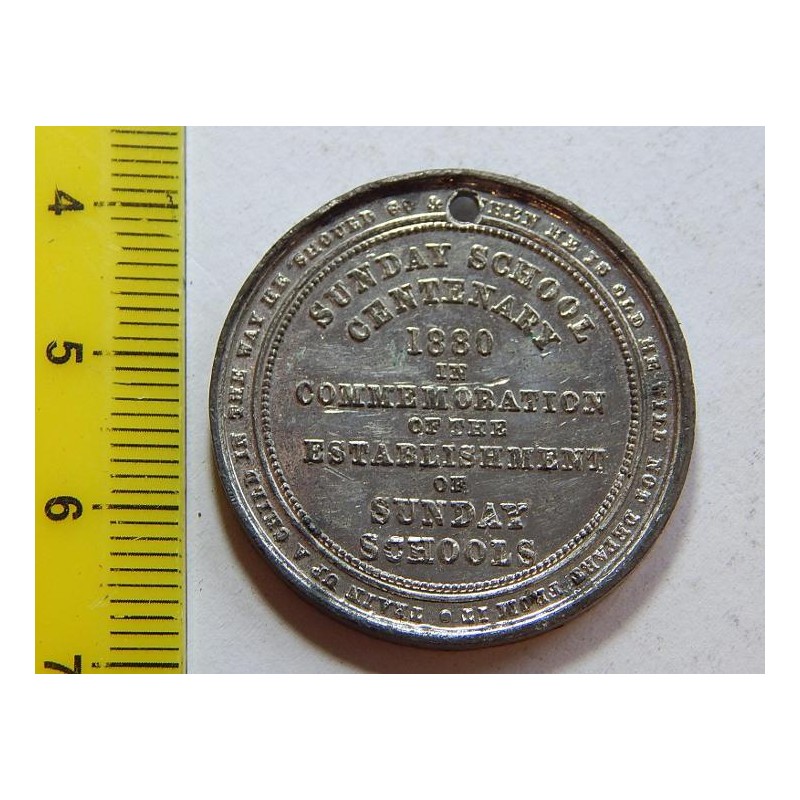 TRAIN UP A CHILD IN THE WAY HE SHOULD GO & WHEN HE IS OLD HE WILL NOT DEPART FROM IT
SUNDAY SCHOOL
CENTENARY
1880
IN
COMMEMORATION
OF THE
ESTABLISHMENT
OF
SUNDAY
SCHOOLS
4
5
6
7